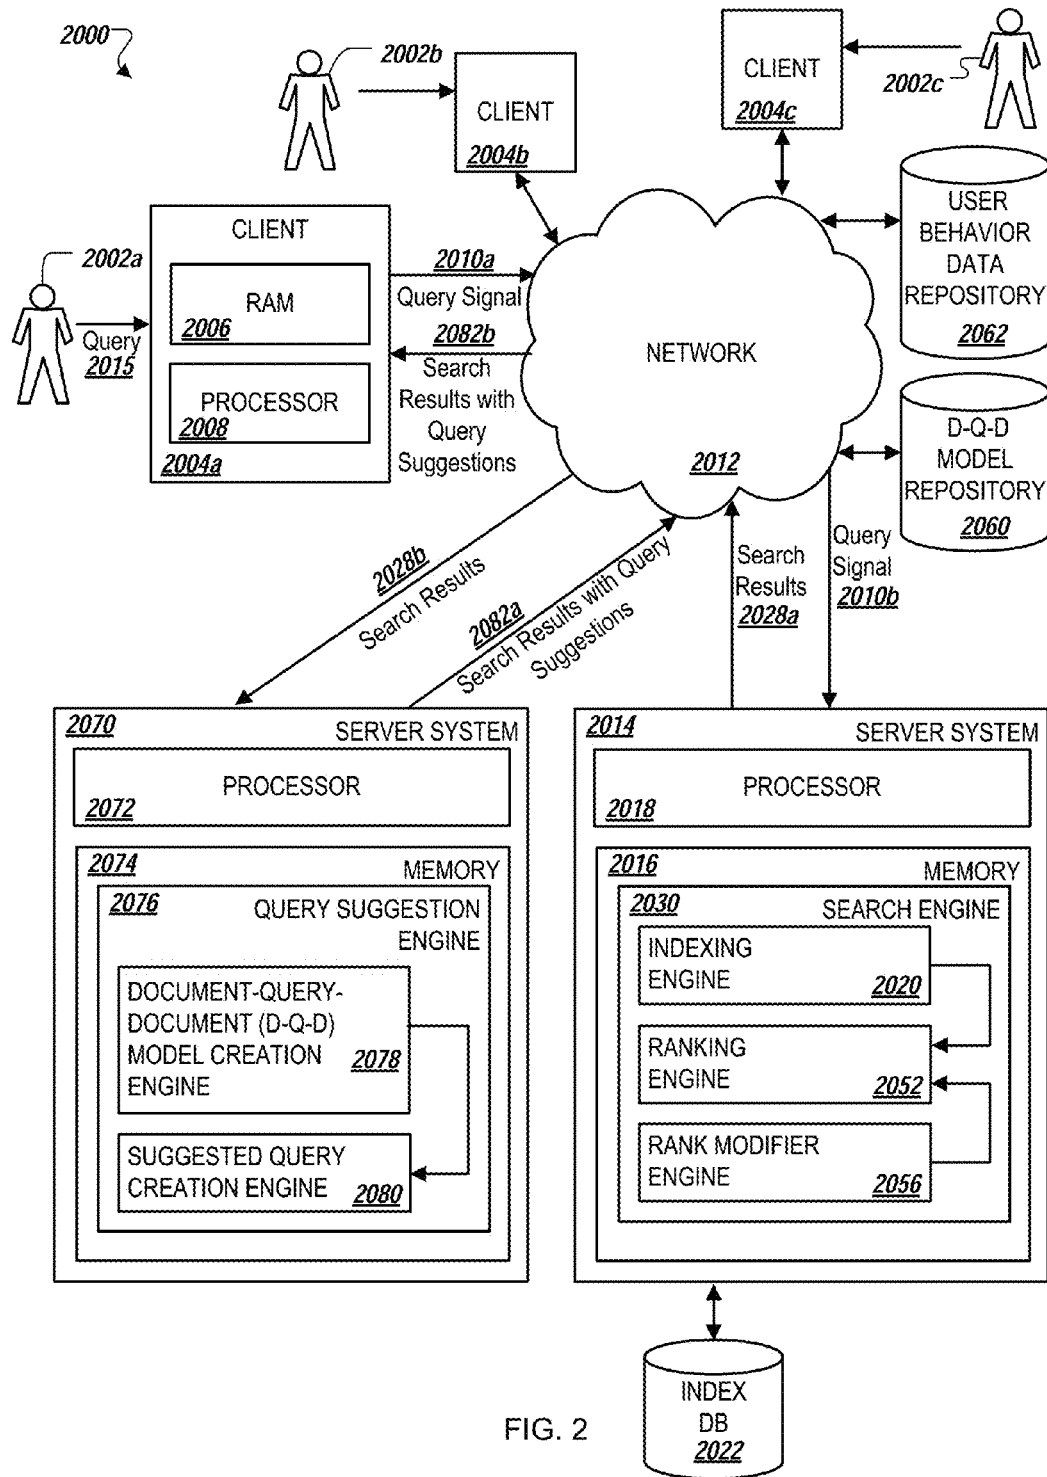 2000
2002b
CLIENT
2004b
CLIENT
2004c
2002c
2002a
Query
2015
CLIENT
RAM
2006
PROCESSOR
2008
2004a
2010a
Query Signal
2082b
Search
Results with
Query
Suggestions
NETWORK
2012
USER
BEHAVIOR
DATA
REPOSITORY
2062
D-Q-D
MODEL
REPOSITORY
2060
2028b
Search Results
2082a
Search Results with Query
Suggestions
Search
Results
2028a
Query
Signal
2010b
2070
SERVER SYSTEM
PROCESSOR
2072
2074
MEMORY
2076
QUERY SUGGESTION
ENGINE
DOCUMENT-QUERY-
DOCUMENT (D-Q-D)
MODEL CREATION
ENGINE
2078
SUGGESTED QUERY
CREATION ENGINE
2080
2014
SERVER SYSTEM
PROCESSOR
2018
2016
MEMORY
2030
SEARCH ENGINE
INDEXING
ENGINE
2020
RANKING
ENGINE
2052
RANK MODIFIER
ENGINE
2056
INDEX
DB
2022
FIG. 2